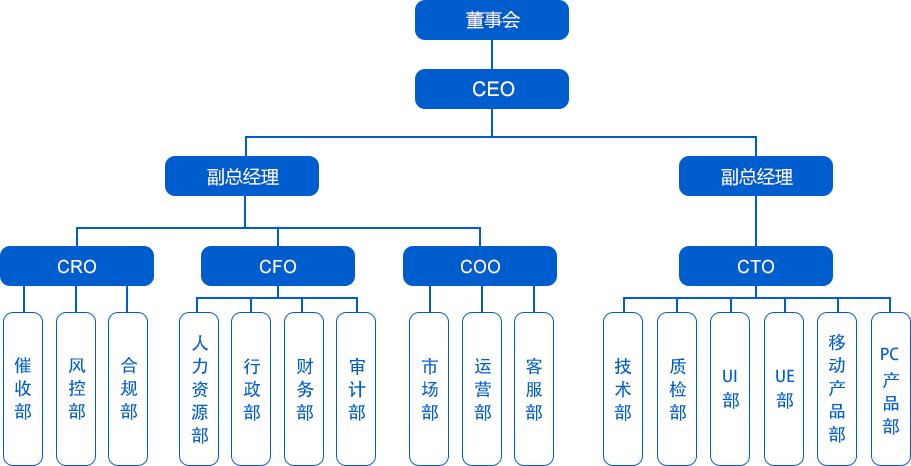 董事会
CEO
副总经理
副总经理
CRO
CFO
COO
CTO
催收部
风控部
合规部
人力资源部
行政部
财务部
审计部
市场部
运营部
客服部
技术部
质检部
UI部
UE部
移动产品部
PC产品部